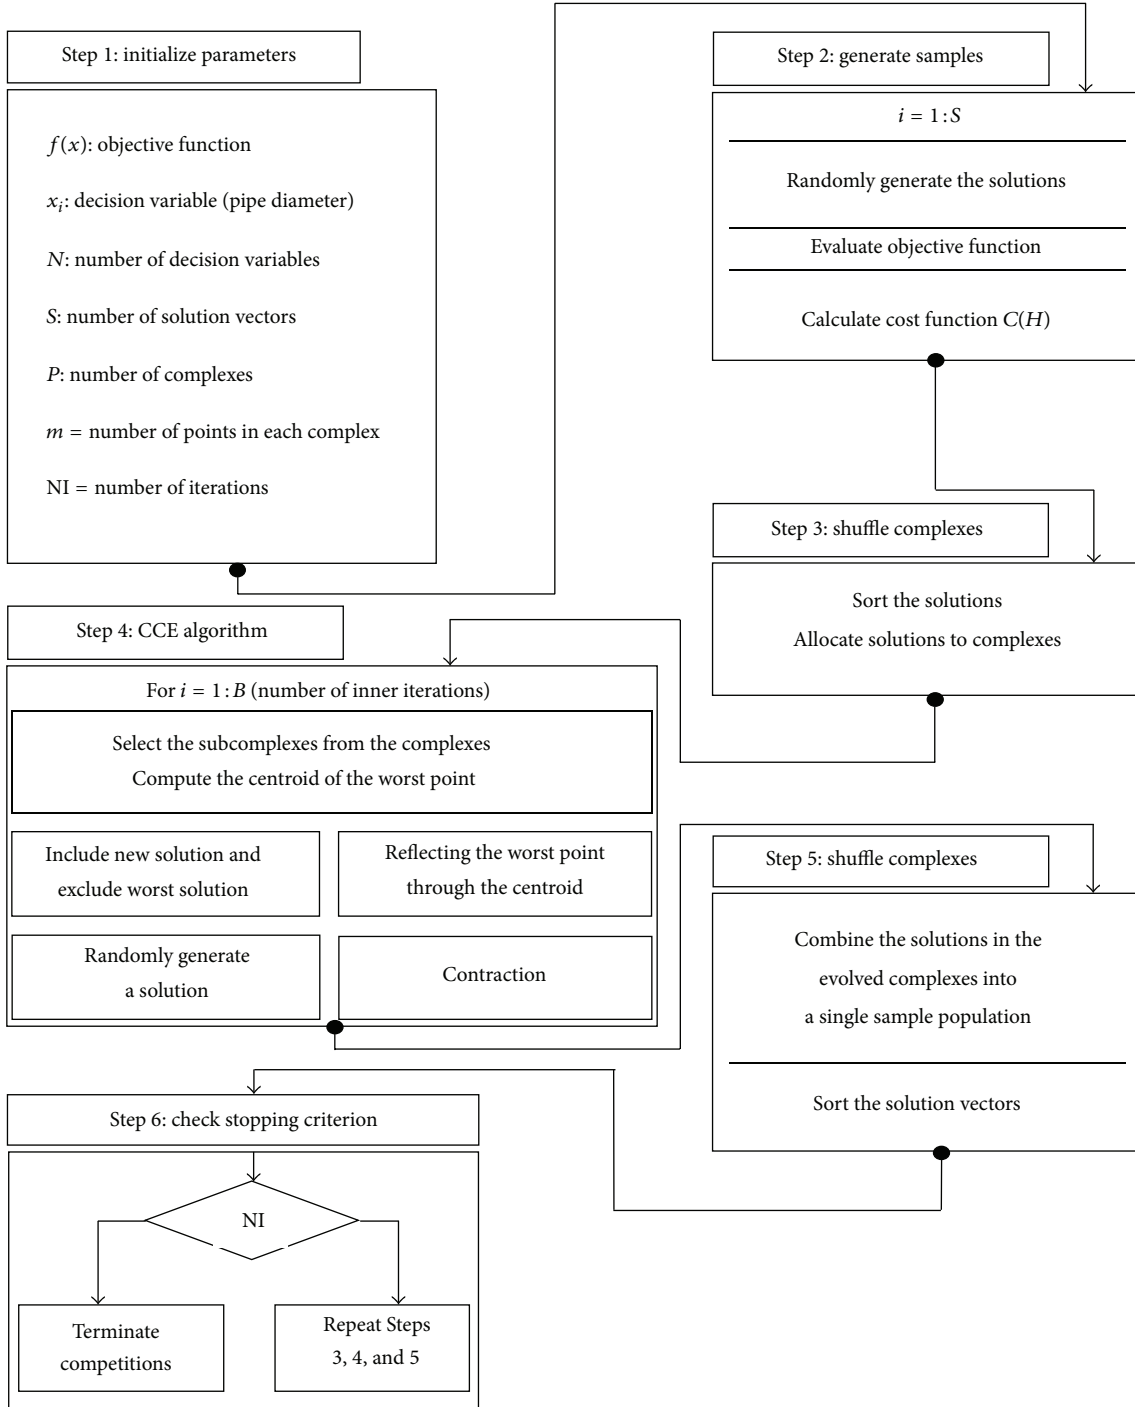 Step 1: initialize parameters
f(x): objective function
x_i: decision variable (pipe diameter)
N: number of decision variables
S: number of solution vectors
P: number of complexes
m = number of points in each complex
NI = number of iterations
Step 2: generate samples
i = 1 : S
Randomly generate the solutions
Evaluate objective function
Calculate cost function C(H)
Step 3: shuffle complexes
Sort the solutions
Allocate solutions to complexes
Step 4: CCE algorithm
For i = 1 : B (number of inner iterations)
Select the subcomplexes from the complexes
Compute the centroid of the worst point
Include new solution and
exclude worst solution
Reflecting the worst point
through the centroid
Randomly generate
a solution
Contraction
Step 5: shuffle complexes
Combine the solutions in the
evolved complexes into
a single sample population
Sort the solution vectors
Step 6: check stopping criterion
NI
Terminate
competitions
Repeat Steps
3, 4, and 5